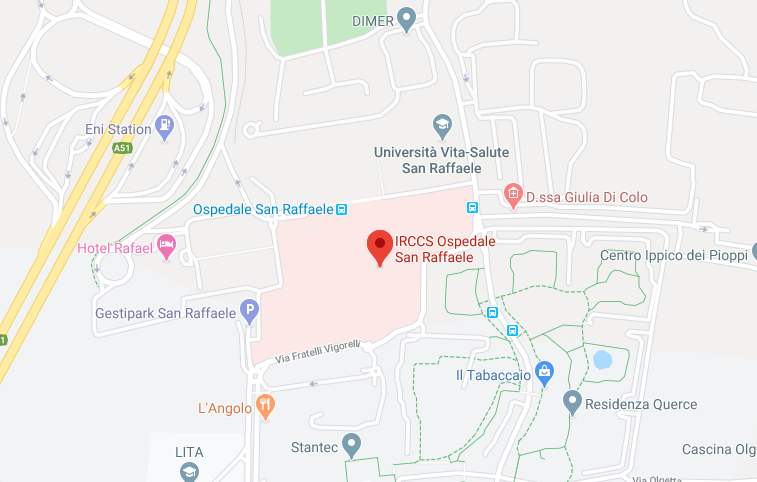 DIMER
Eni Station
A51
Università Vita-Salute
San Raffaele
D.ssa Giulia Di Colo
Ospedale San Raffaele
Hotel Rafael
IRCCS Ospedale
San Raffaele
Centro Ippico dei Pioppi
Gestipark San Raffaele
P
1
Via Fratelli Vigorelli
Il Tabaccaio
L'Angolo
Residenza Querce
Stantec
LITA
Cascina Olg
Via Olgetta